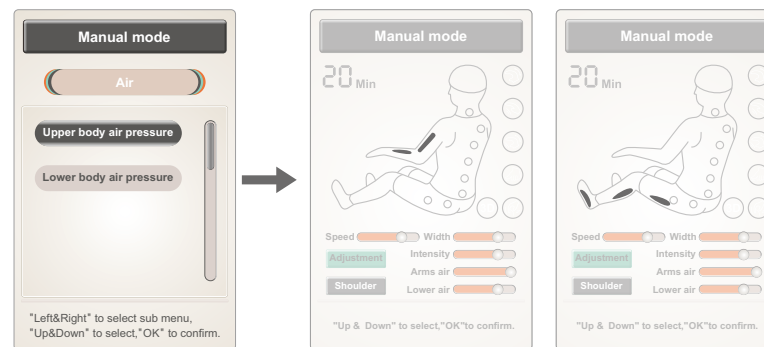 Manual mode
Air
Upper body air pressure
Lower body air pressure
"Left&Right" to select sub menu,
"Up&Down" to select,"OK" to confirm.
Manual mode
20 Min
Speed
Width
Adjustment
Intensity
Arms air
Shoulder
Lower air
"Up & Down" to select,"OK"to confirm.
Manual mode
20 Min
Speed
Width
Adjustment
Intensity
Arms air
Shoulder
Lower air
"Up & Down" to select,"OK"to confirm.